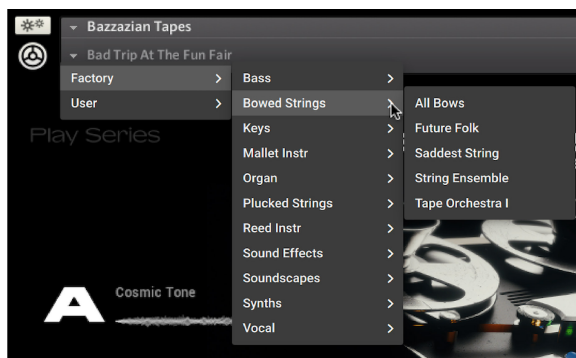 Bazzazian Tapes
Bad Trip At The Fun Fair
Factory
User
Bass
Bowed Strings
Keys
Mallet Instr
Organ
Plucked Strings
Reed Instr
Sound Effects
Soundscapes
Synths
Vocal
All Bows
Future Folk
Saddest String
String Ensemble
Tape Orchestra I
Play Series
A
Cosmic Tone